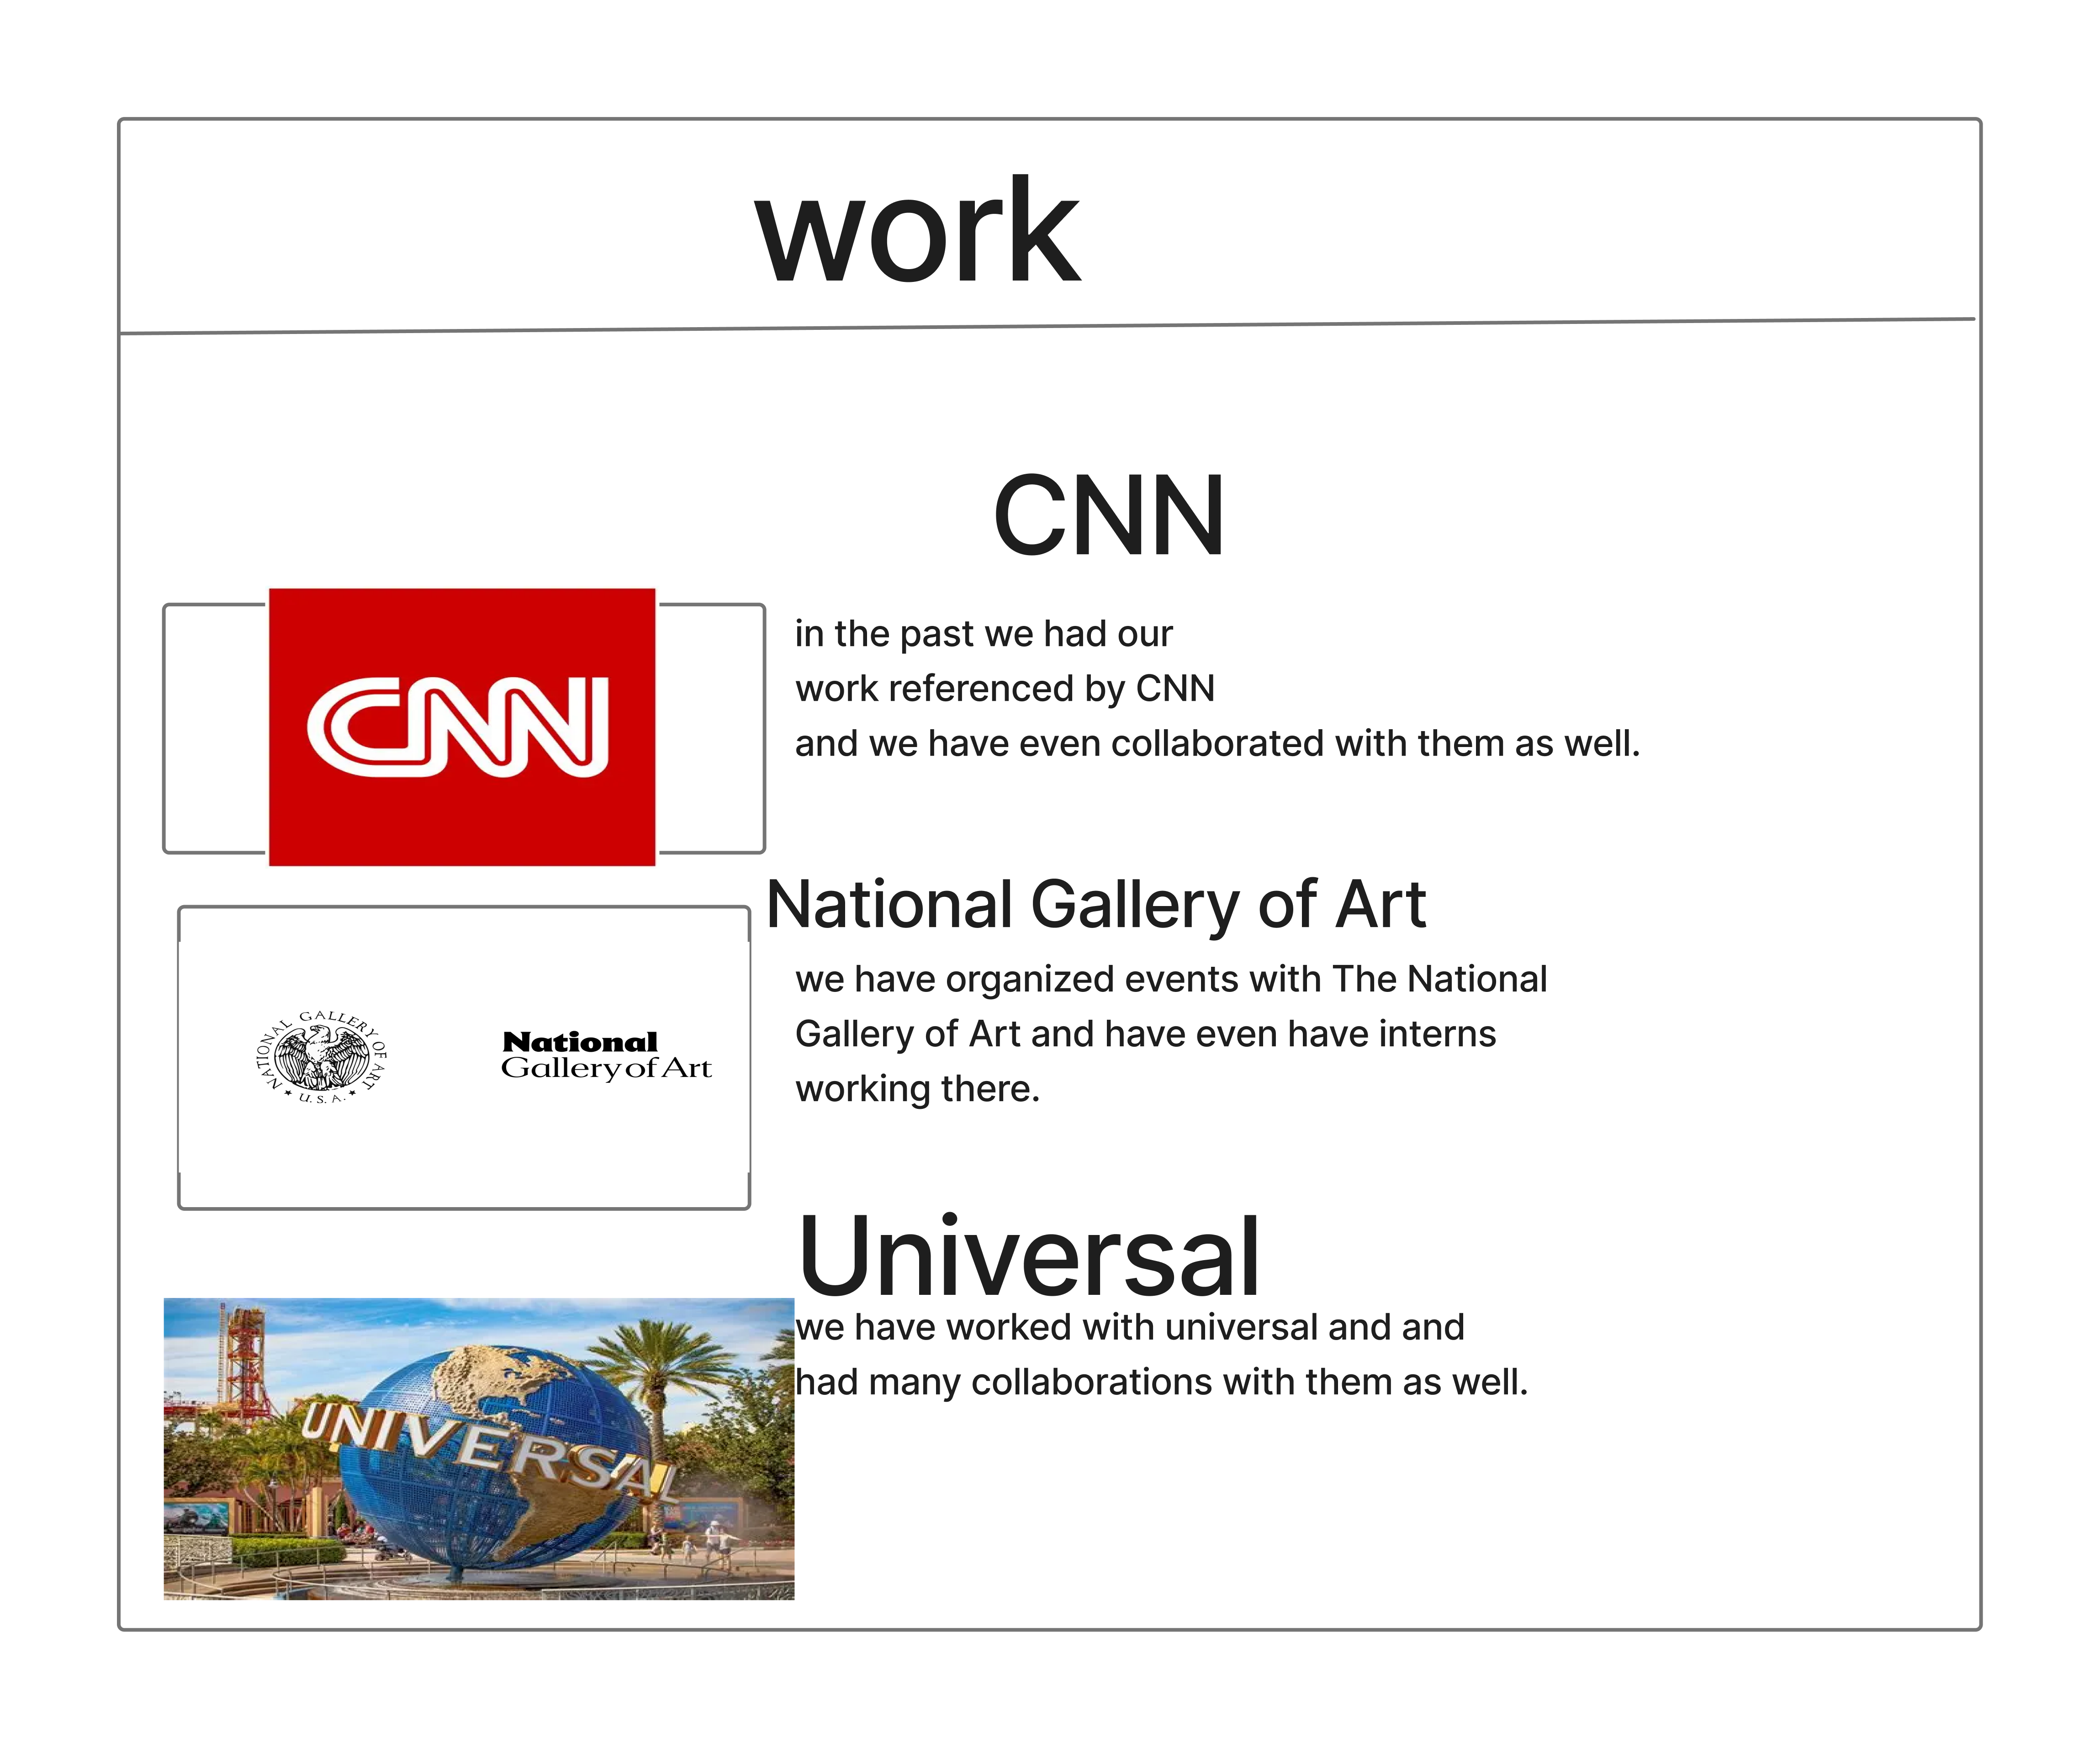 work
CNN
CNN
in the past we had our
work referenced by CNN
and we have even collaborated with them as well.
National Gallery of Art
NATIONAL GALLERY OF ART
U. S. A.
National
Gallery of Art
we have organized events with The National
Gallery of Art and have even have interns
working there.
Universal
we have worked with universal and and
had many collaborations with them as well.
UNIVERSAL